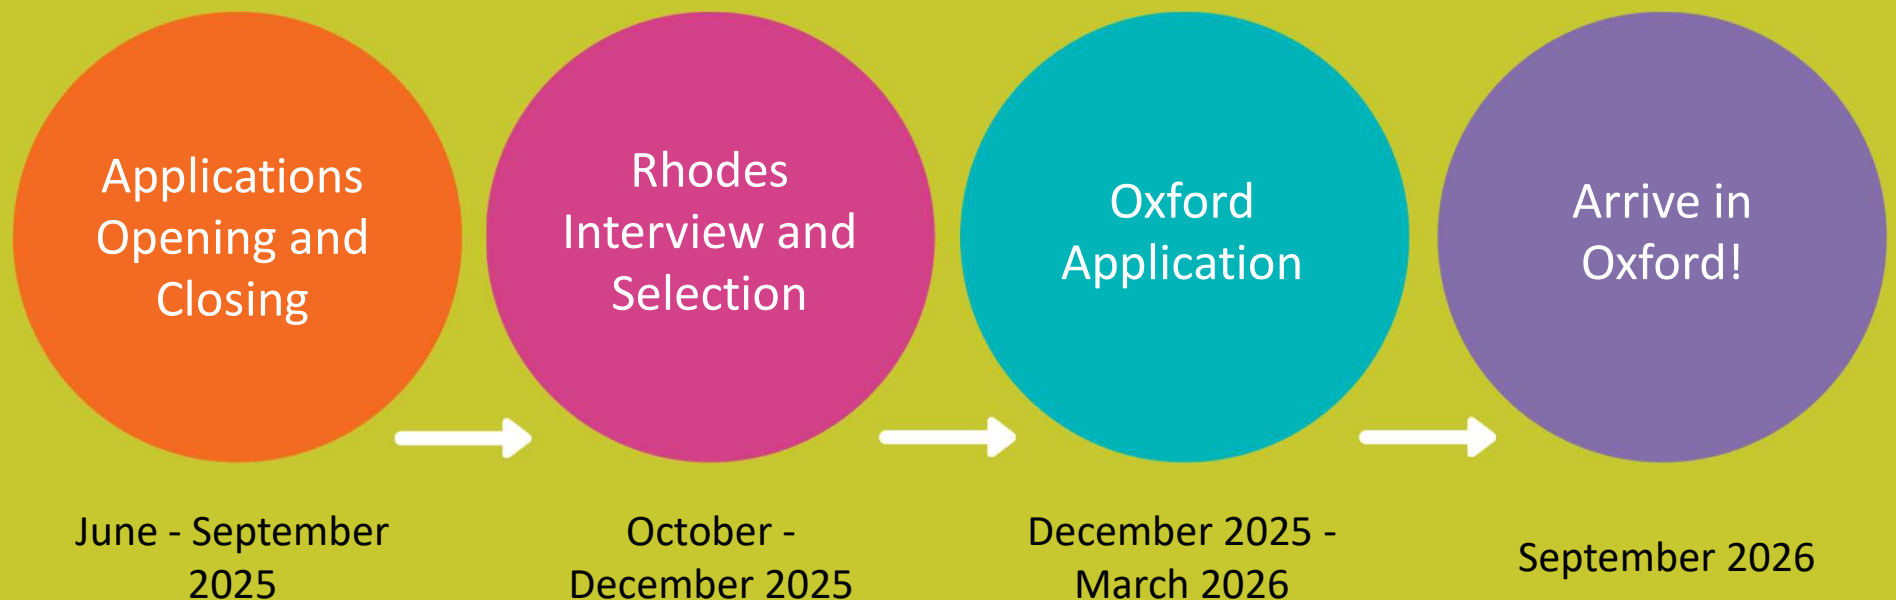 Applications
Opening and
Closing
Rhodes
Interview and
Selection
Oxford
Application
Arrive in
Oxford!
June - September
2025
October -
December 2025
December 2025 -
March 2026
September 2026